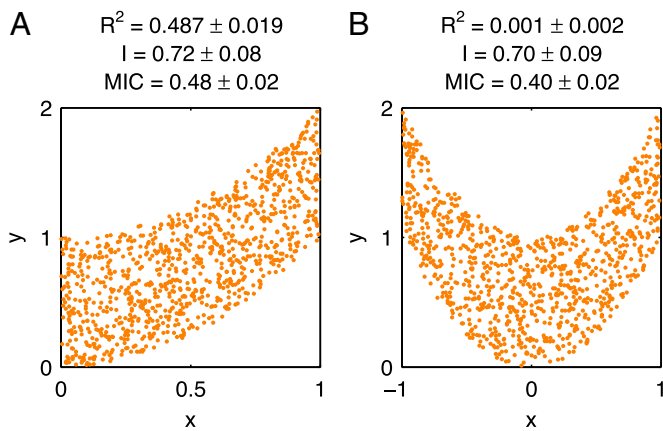 A
R² = 0.487 ± 0.019
I = 0.72 ± 0.08
MIC = 0.48 ± 0.02
2
1
0
y
0 0.5 1
x
B
R² = 0.001 ± 0.002
I = 0.70 ± 0.09
MIC = 0.40 ± 0.02
2
1
0
y
−1 0 1
x